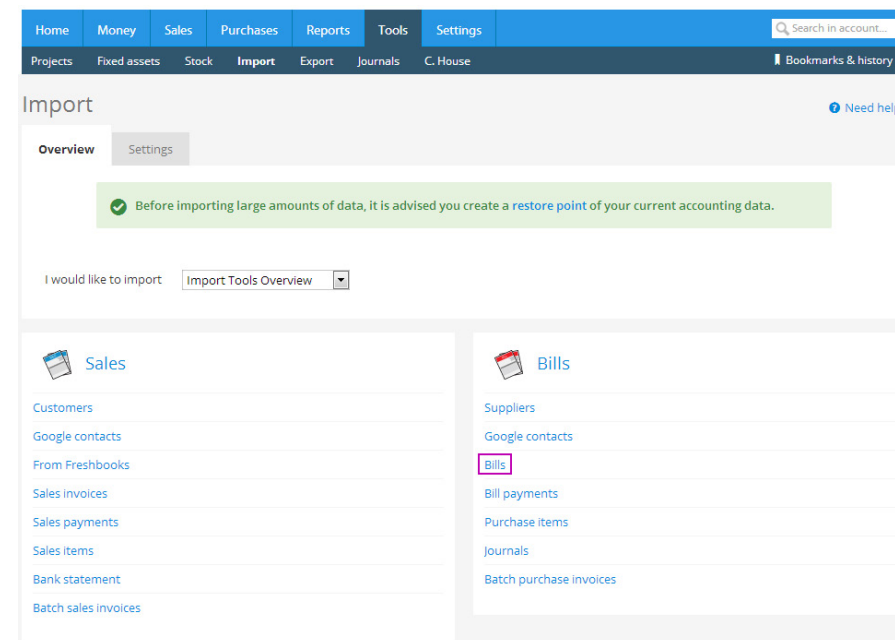 Home Money Sales Purchases Reports Tools Settings
Search in account...
Projects Fixed assets Stock Import Export Journals C. House
Bookmarks & history
Import
Need hel
Overview Settings
Before importing large amounts of data, it is advised you create a restore point of your current accounting data.
I would like to import Import Tools Overview
Sales
Customers
Google contacts
From Freshbooks
Sales invoices
Sales payments
Sales items
Bank statement
Batch sales invoices
Bills
Suppliers
Google contacts
Bills
Bill payments
Purchase items
Journals
Batch purchase invoices